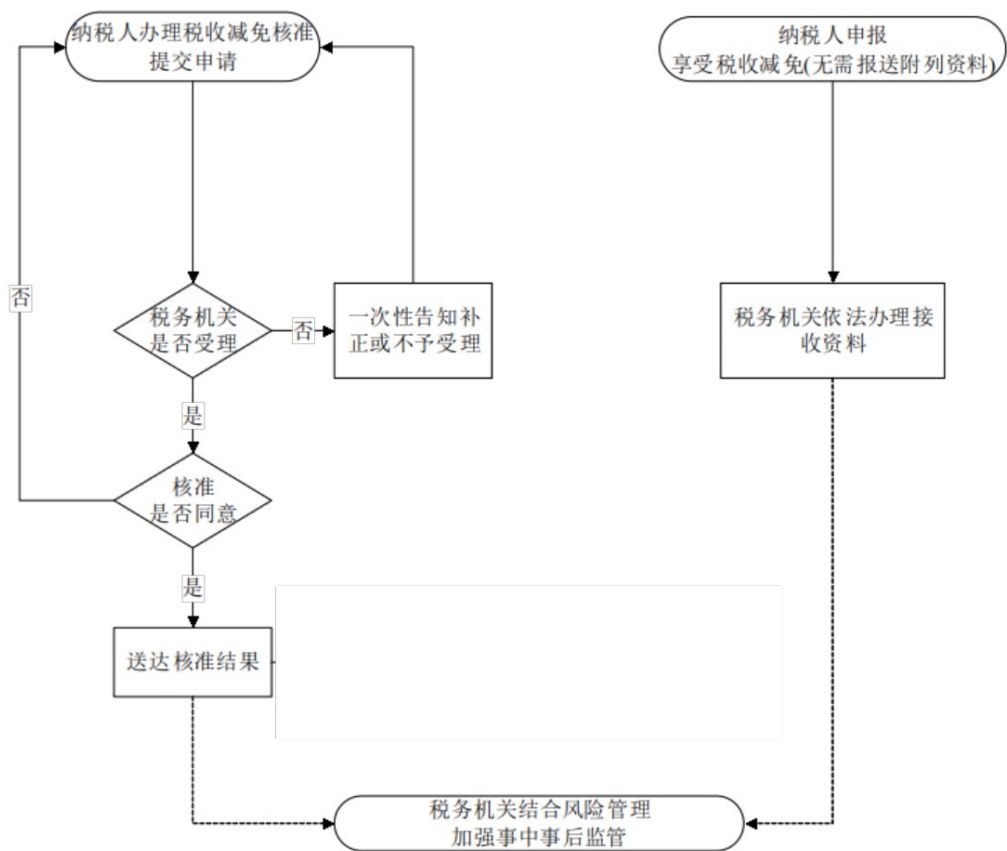 纳税人办理税收减免核准
提交申请
纳税人申报
享受税收减免(无需报送附列资料)
否
税务机关
是否受理
否
一次性告知补
正或不予受理
税务机关依法办理接
收资料
是
核准
是否同意
是
送达核准结果
税务机关结合风险管理
加强事中事后监管